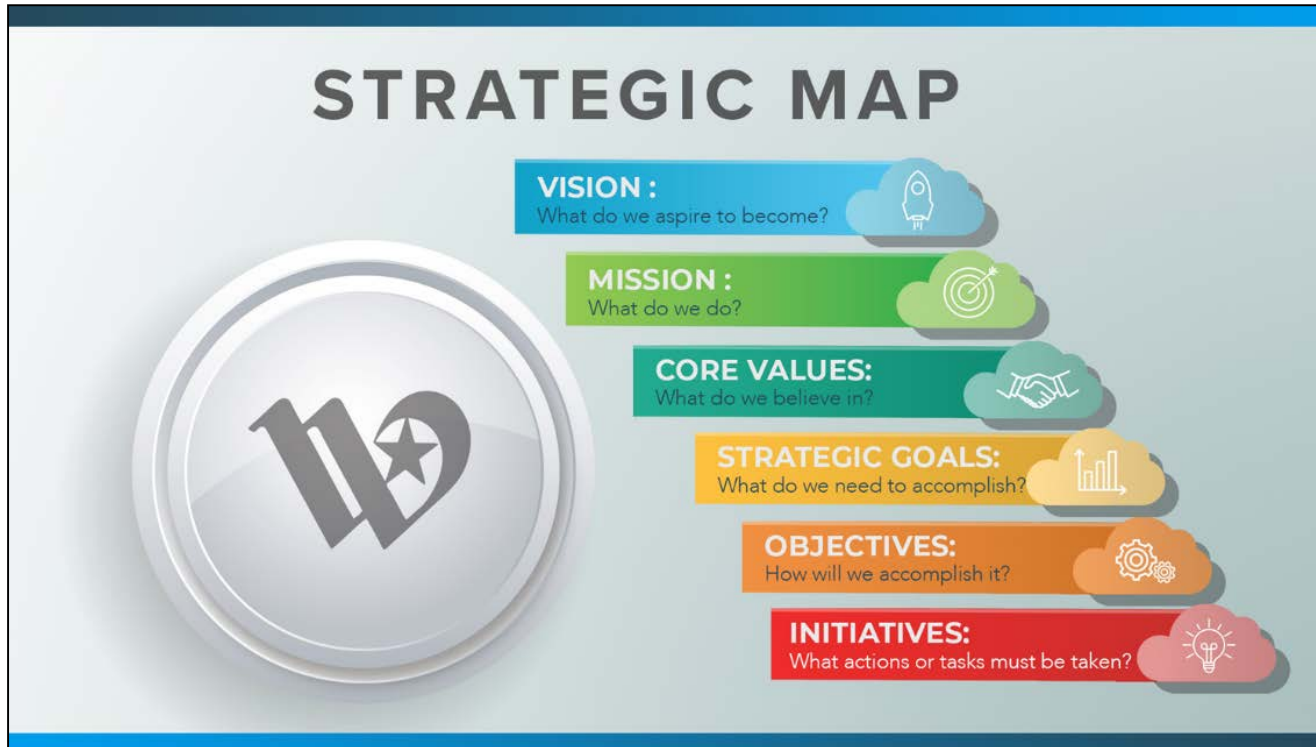 STRATEGIC MAP
VISION :
What do we aspire to become?
MISSION :
What do we do?
CORE VALUES:
What do we believe in?
STRATEGIC GOALS:
What do we need to accomplish?
OBJECTIVES:
How will we accomplish it?
INITIATIVES:
What actions or tasks must be taken?